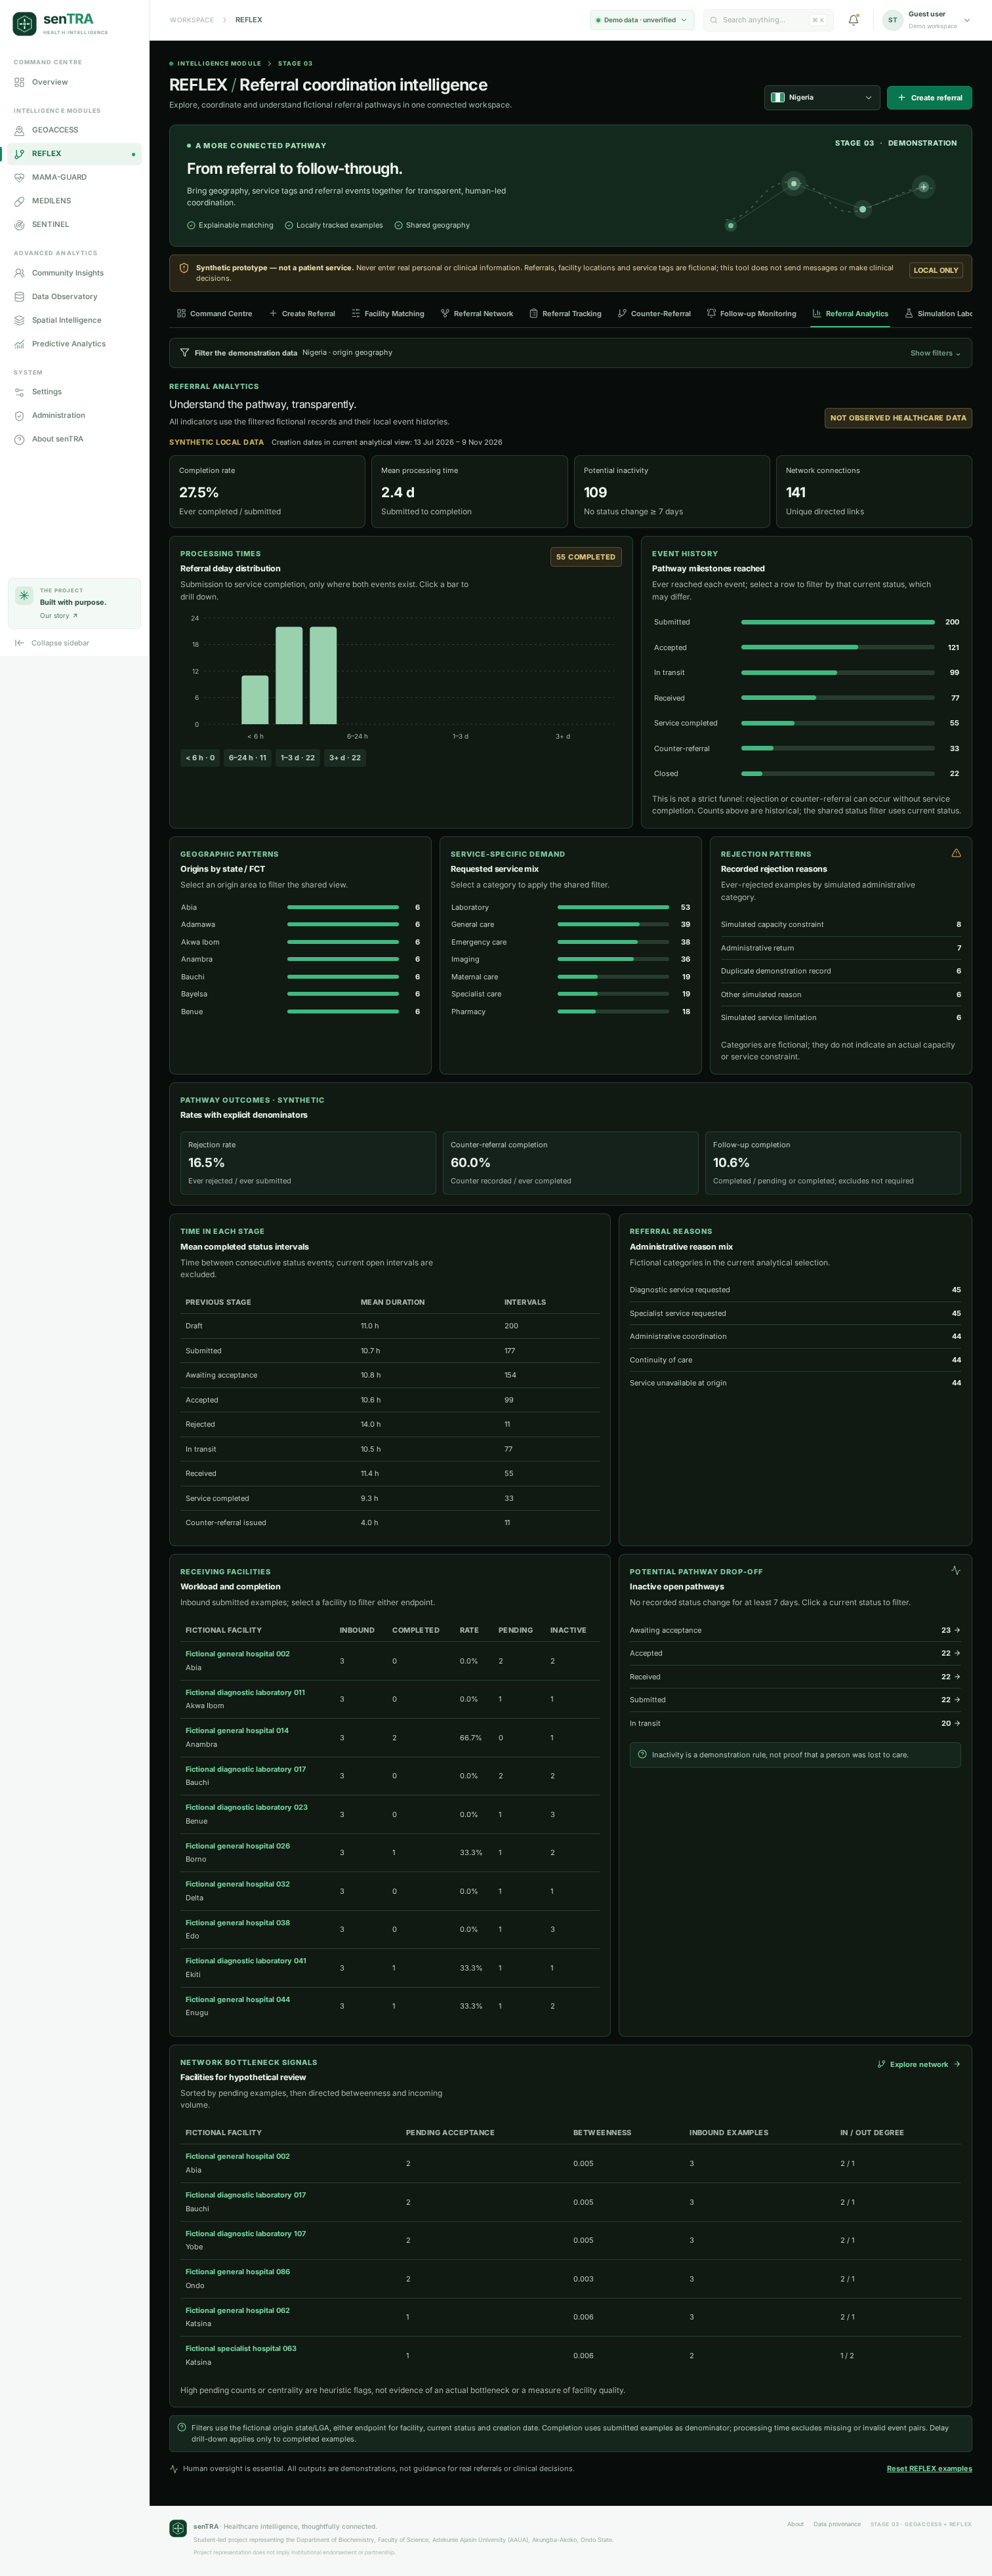 senTRA
HEALTH INTELLIGENCE
COMMAND CENTRE
Overview
INTELLIGENCE MODULES
GEOACCESS
REFLEX
MAMA-GUARD
MEDILENS
SENTINEL
ADVANCED ANALYTICS
Community Insights
Data Observatory
Spatial Intelligence
Predictive Analytics
SYSTEM
Settings
Administration
About senTRA
THE PROJECT
Built with purpose.
Our story ↗
Collapse sidebar
WORKSPACE > REFLEX
Demo data · unverified
Search anything...
⌘ K
ST
Guest user
Demo workspace
INTELLIGENCE MODULE > STAGE 03
REFLEX / Referral coordination intelligence
Explore, coordinate and understand fictional referral pathways in one connected workspace.
Nigeria
Create referral
A MORE CONNECTED PATHWAY
STAGE 03 · DEMONSTRATION
From referral to follow-through.
Bring geography, service tags and referral events together for transparent, human-led
coordination.
Explainable matching
Locally tracked examples
Shared geography
Synthetic prototype — not a patient service. Never enter real personal or clinical information. Referrals, facility locations and service tags are fictional; this tool does not send messages or make clinical
decisions.
LOCAL ONLY
Command Centre
Create Referral
Facility Matching
Referral Network
Referral Tracking
Counter-Referral
Follow-up Monitoring
Referral Analytics
Simulation Labo
Filter the demonstration data Nigeria · origin geography
Show filters
REFERRAL ANALYTICS
Understand the pathway, transparently.
All indicators use the filtered fictional records and their local event histories.
NOT OBSERVED HEALTHCARE DATA
SYNTHETIC LOCAL DATA Creation dates in current analytical view: 13 Jul 2026 – 9 Nov 2026
Completion rate
27.5%
Ever completed / submitted
Mean processing time
2.4 d
Submitted to completion
Potential inactivity
109
No status change ≥ 7 days
Network connections
141
Unique directed links
PROCESSING TIMES
55 COMPLETED
Referral delay distribution
Submission to service completion, only where both events exist. Click a bar to
drill down.
24
18
12
6
0
< 6 h
6–24 h
1–3 d
3+ d
< 6 h · 0
6–24 h · 11
1–3 d · 22
3+ d · 22
EVENT HISTORY
Pathway milestones reached
Ever reached each event; select a row to filter by that current status, which
may differ.
Submitted 200
Accepted 121
In transit 99
Received 77
Service completed 55
Counter-referral 33
Closed 22
This is not a strict funnel: rejection or counter-referral can occur without service
completion. Counts above are historical; the shared status filter uses current status.
GEOGRAPHIC PATTERNS
Origins by state / FCT
Select an origin area to filter the shared view.
Abia 6
Adamawa 6
Akwa Ibom 6
Anambra 6
Bauchi 6
Bayelsa 6
Benue 6
SERVICE-SPECIFIC DEMAND
Requested service mix
Select a category to apply the shared filter.
Laboratory 53
General care 39
Emergency care 38
Imaging 36
Maternal care 19
Specialist care 19
Pharmacy 18
REJECTION PATTERNS
Recorded rejection reasons
Ever-rejected examples by simulated administrative
category.
Simulated capacity constraint 8
Administrative return 7
Duplicate demonstration record 6
Other simulated reason 6
Simulated service limitation 6
Categories are fictional; they do not indicate an actual capacity
or service constraint.
PATHWAY OUTCOMES · SYNTHETIC
Rates with explicit denominators
Rejection rate
16.5%
Ever rejected / ever submitted
Counter-referral completion
60.0%
Counter recorded / ever completed
Follow-up completion
10.6%
Completed / pending or completed; excludes not required
TIME IN EACH STAGE
Mean completed status intervals
Time between consecutive status events; current open intervals are
excluded.
PREVIOUS STAGE MEAN DURATION INTERVALS
Draft 11.0 h 200
Submitted 10.7 h 177
Awaiting acceptance 10.8 h 154
Accepted 10.6 h 99
Rejected 14.0 h 11
In transit 10.5 h 77
Received 11.4 h 55
Service completed 9.3 h 33
Counter-referral issued 4.0 h 11
REFERRAL REASONS
Administrative reason mix
Fictional categories in the current analytical selection.
Diagnostic service requested 45
Specialist service requested 45
Administrative coordination 44
Continuity of care 44
Service unavailable at origin 44
RECEIVING FACILITIES
Workload and completion
Inbound submitted examples; select a facility to filter either endpoint.
FICTIONAL FACILITY INBOUND COMPLETED RATE PENDING INACTIVE
Fictional general hospital 002
Abia
3 0 0.0% 2 2
Fictional diagnostic laboratory 011
Akwa Ibom
3 0 0.0% 1 1
Fictional general hospital 014
Anambra
3 2 66.7% 0 1
Fictional diagnostic laboratory 017
Bauchi
3 0 0.0% 2 2
Fictional diagnostic laboratory 023
Benue
3 0 0.0% 1 3
Fictional general hospital 026
Borno
3 1 33.3% 1 2
Fictional general hospital 032
Delta
3 0 0.0% 1 1
Fictional general hospital 038
Edo
3 0 0.0% 1 3
Fictional diagnostic laboratory 041
Ekiti
3 1 33.3% 1 1
Fictional general hospital 044
Enugu
3 1 33.3% 1 2
POTENTIAL PATHWAY DROP-OFF
Inactive open pathways
No recorded status change for at least 7 days. Click a current status to filter.
Awaiting acceptance 23 →
Accepted 22 →
Received 22 →
Submitted 22 →
In transit 20 →
Inactivity is a demonstration rule, not proof that a person was lost to care.
NETWORK BOTTLENECK SIGNALS
Explore network →
Facilities for hypothetical review
Sorted by pending examples, then directed betweenness and incoming
volume.
FICTIONAL FACILITY PENDING ACCEPTANCE BETWEENNESS INBOUND EXAMPLES IN / OUT DEGREE
Fictional general hospital 002
Abia
2 0.005 3 2 / 1
Fictional diagnostic laboratory 017
Bauchi
2 0.005 3 2 / 1
Fictional diagnostic laboratory 107
Yobe
2 0.005 3 2 / 1
Fictional general hospital 086
Ondo
2 0.003 3 2 / 1
Fictional general hospital 062
Katsina
1 0.006 3 2 / 1
Fictional specialist hospital 063
Katsina
1 0.006 2 1 / 2
High pending counts or centrality are heuristic flags, not evidence of an actual bottleneck or a measure of facility quality.
Filters use the fictional origin state/LGA, either endpoint for facility, current status and creation date. Completion uses submitted examples as denominator; processing time excludes missing or invalid event pairs. Delay
drill-down applies only to completed examples.
Human oversight is essential. All outputs are demonstrations, not guidance for real referrals or clinical decisions.
Reset REFLEX examples
senTRA · Healthcare intelligence, thoughtfully connected.
Student-led project representing the Department of Biochemistry, Faculty of Science, Adekunle Ajasin University (AAUA), Akungba-Akoko, Ondo State.
Project representation does not imply institutional endorsement or partnership.
About
Data provenance
STAGE 03 · GEOACCESS + REFLEX